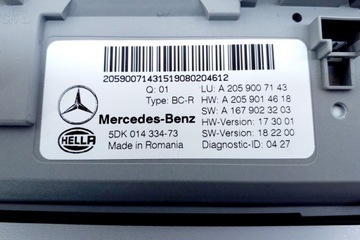 20590071431519080204612
Q: 01 LU: A 205 900 71 43
Type: BC-R HW: A 205 901 46 18
SW: A 167 902 32 03
Mercedes-Benz HW-Version: 17 30 01
HELLA 5DK 014 334-73 SW-Version: 18 22 00
Made in Romania Diagnostic-ID: 04 27